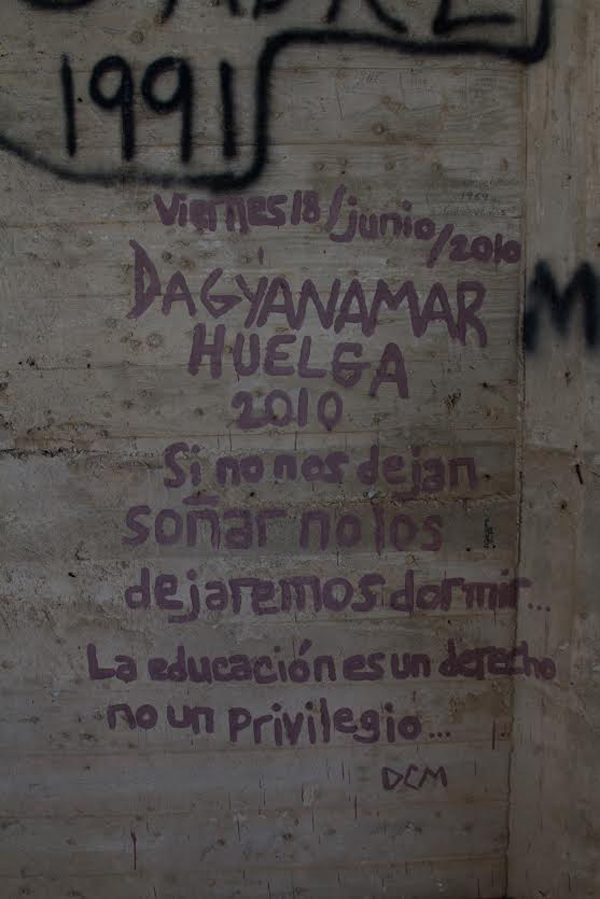 1991
Viernes 18/junio/2010
DAGYANAMAR
HUELGA
2010
Si no nos dejan
soñar no los
dejaremos dormir...
La educación es un derecho
no un privilegio...
DCM
M